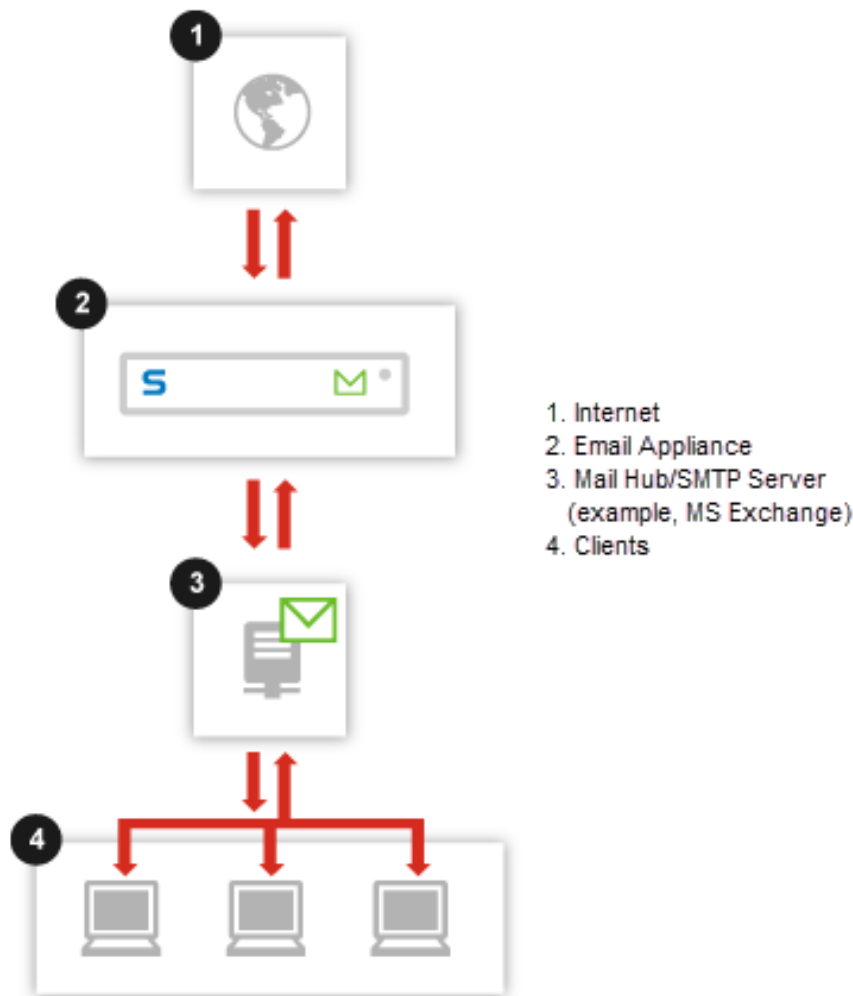 1
2
S
3
4
1. Internet
2. Email Appliance
3. Mail Hub/SMTP Server
(example, MS Exchange)
4. Clients